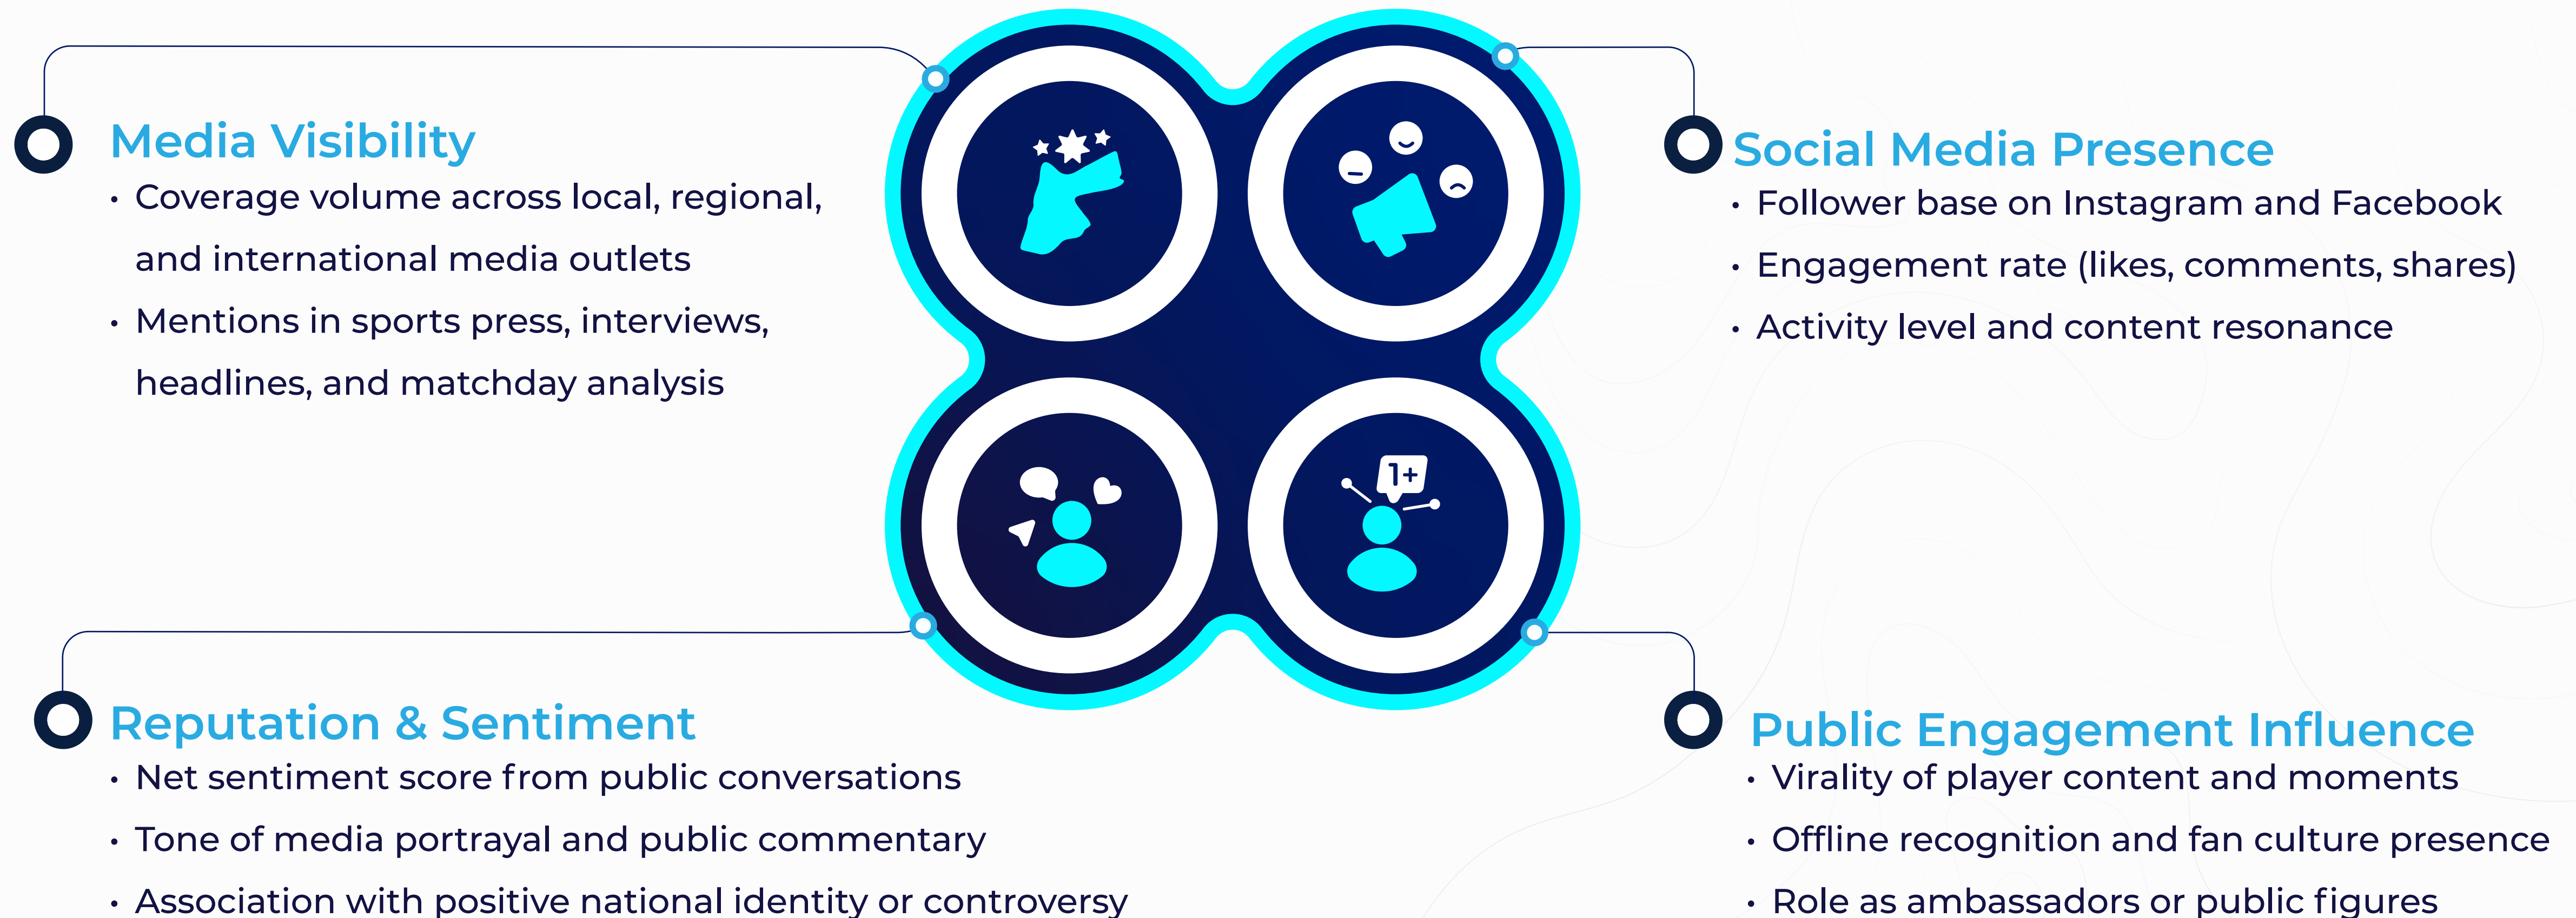 Media Visibility
• Coverage volume across local, regional,
and international media outlets
• Mentions in sports press, interviews,
headlines, and matchday analysis
Social Media Presence
• Follower base on Instagram and Facebook
• Engagement rate (likes, comments, shares)
• Activity level and content resonance
1+
Reputation & Sentiment
• Net sentiment score from public conversations
• Tone of media portrayal and public commentary
• Association with positive national identity or controversy
Public Engagement Influence
• Virality of player content and moments
• Offline recognition and fan culture presence
• Role as ambassadors or public figures